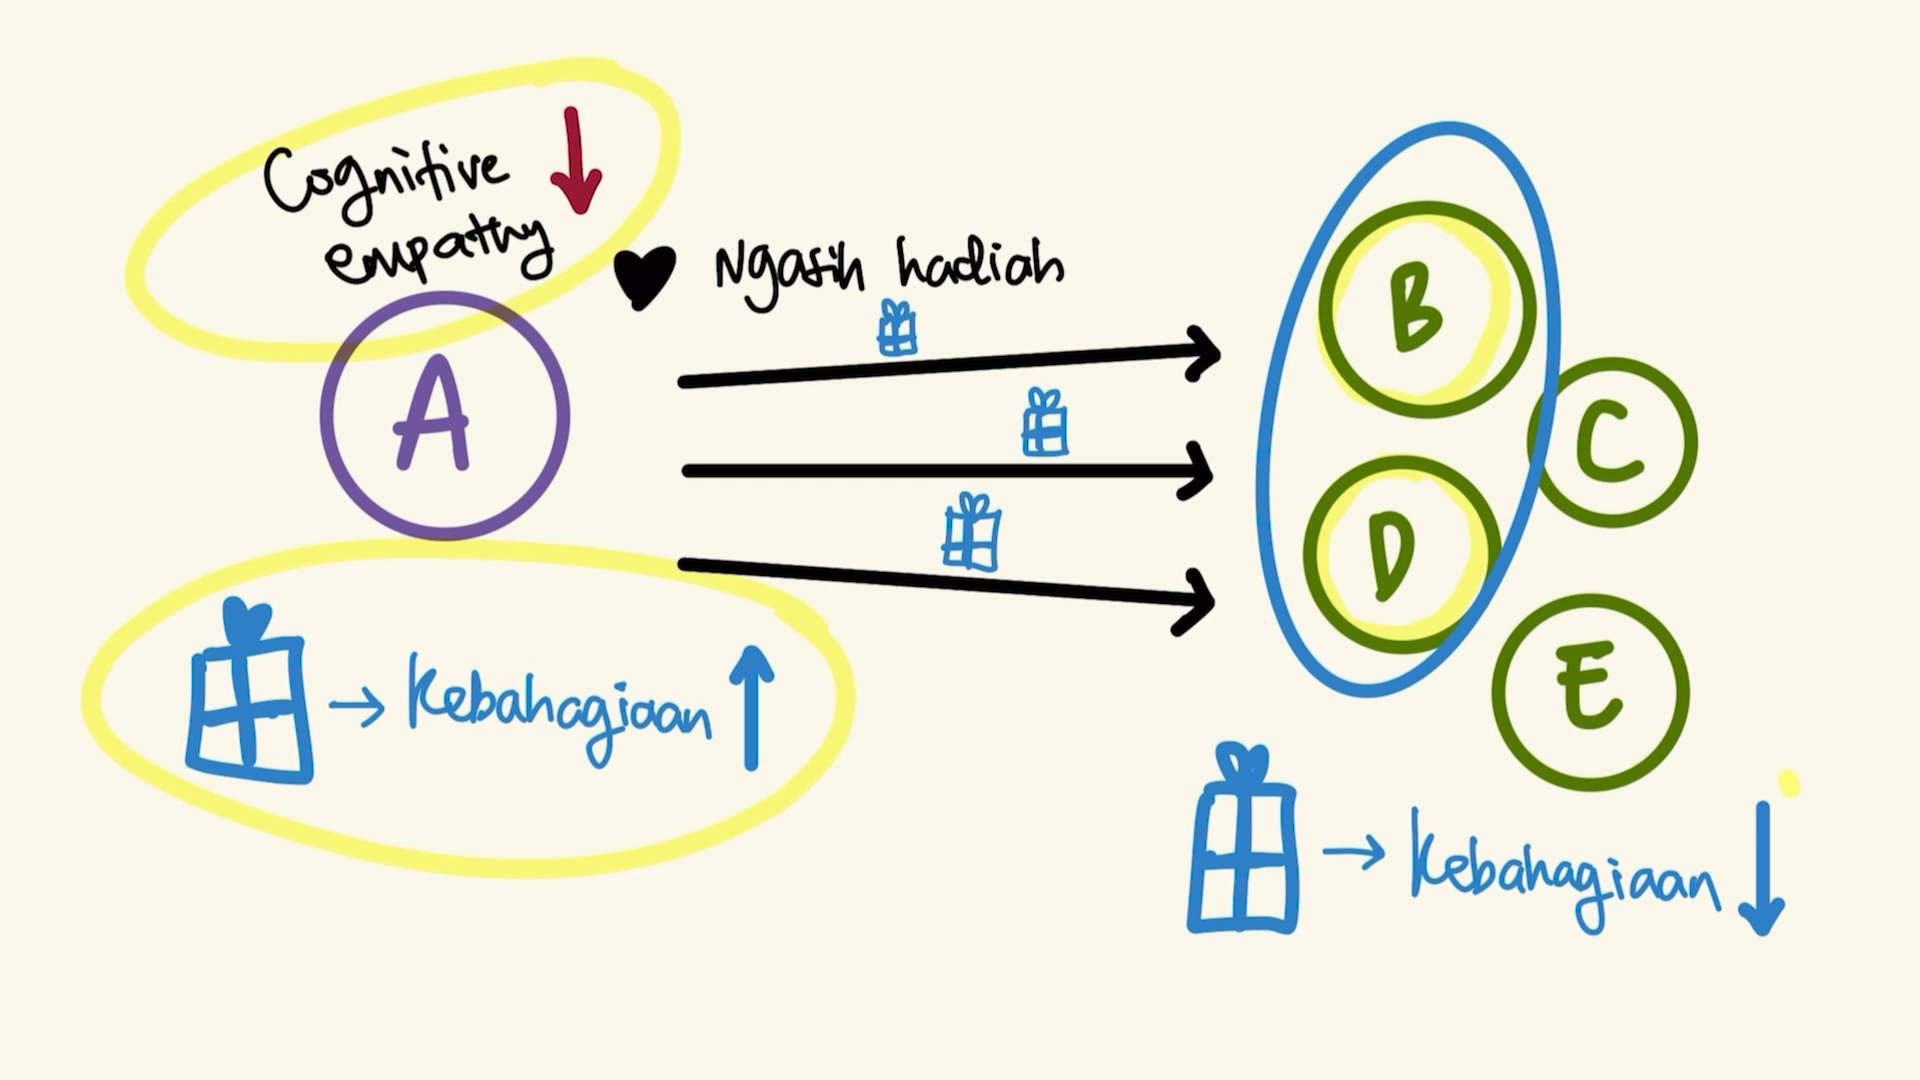 Cognitive
empathy
Ngasih hadiah
A
B
C
D
E
Kebahagiaan
Kebahagiaan